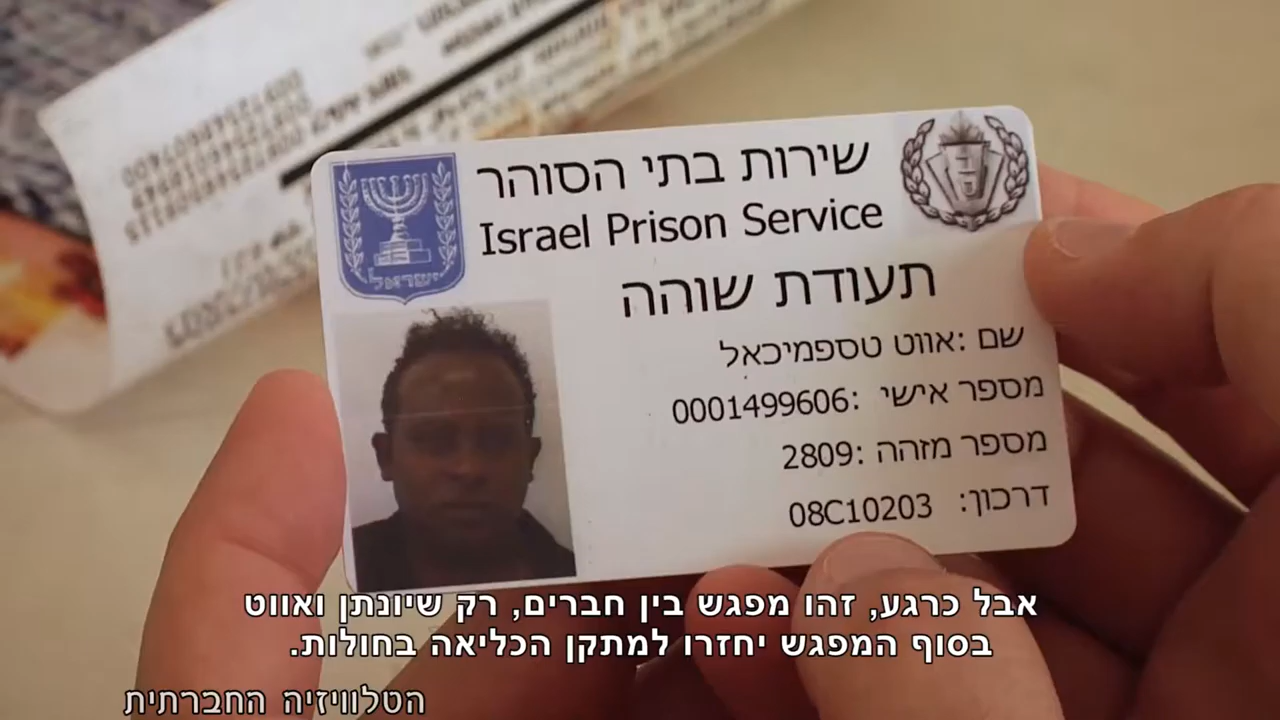 שירות בתי הסוהר
Israel Prison Service
ישראל
תעודת שוהה
שם: אווט טספמיכאל
מספר אישי: 0001499606
מספר מזהה: 2809
דרכון: 08C10203
אבל כרגע, זהו מפגש בין חברים, רק שיונתן ואווט
בסוף המפגש יחזרו למתקן הכליאה בחולות.
הטלוויזיה החברתית